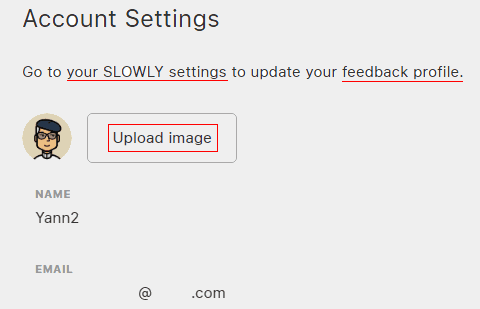 Account Settings
Go to your SLOWLY settings to update your feedback profile.
Upload image
NAME
Yann2
EMAIL
@ .com